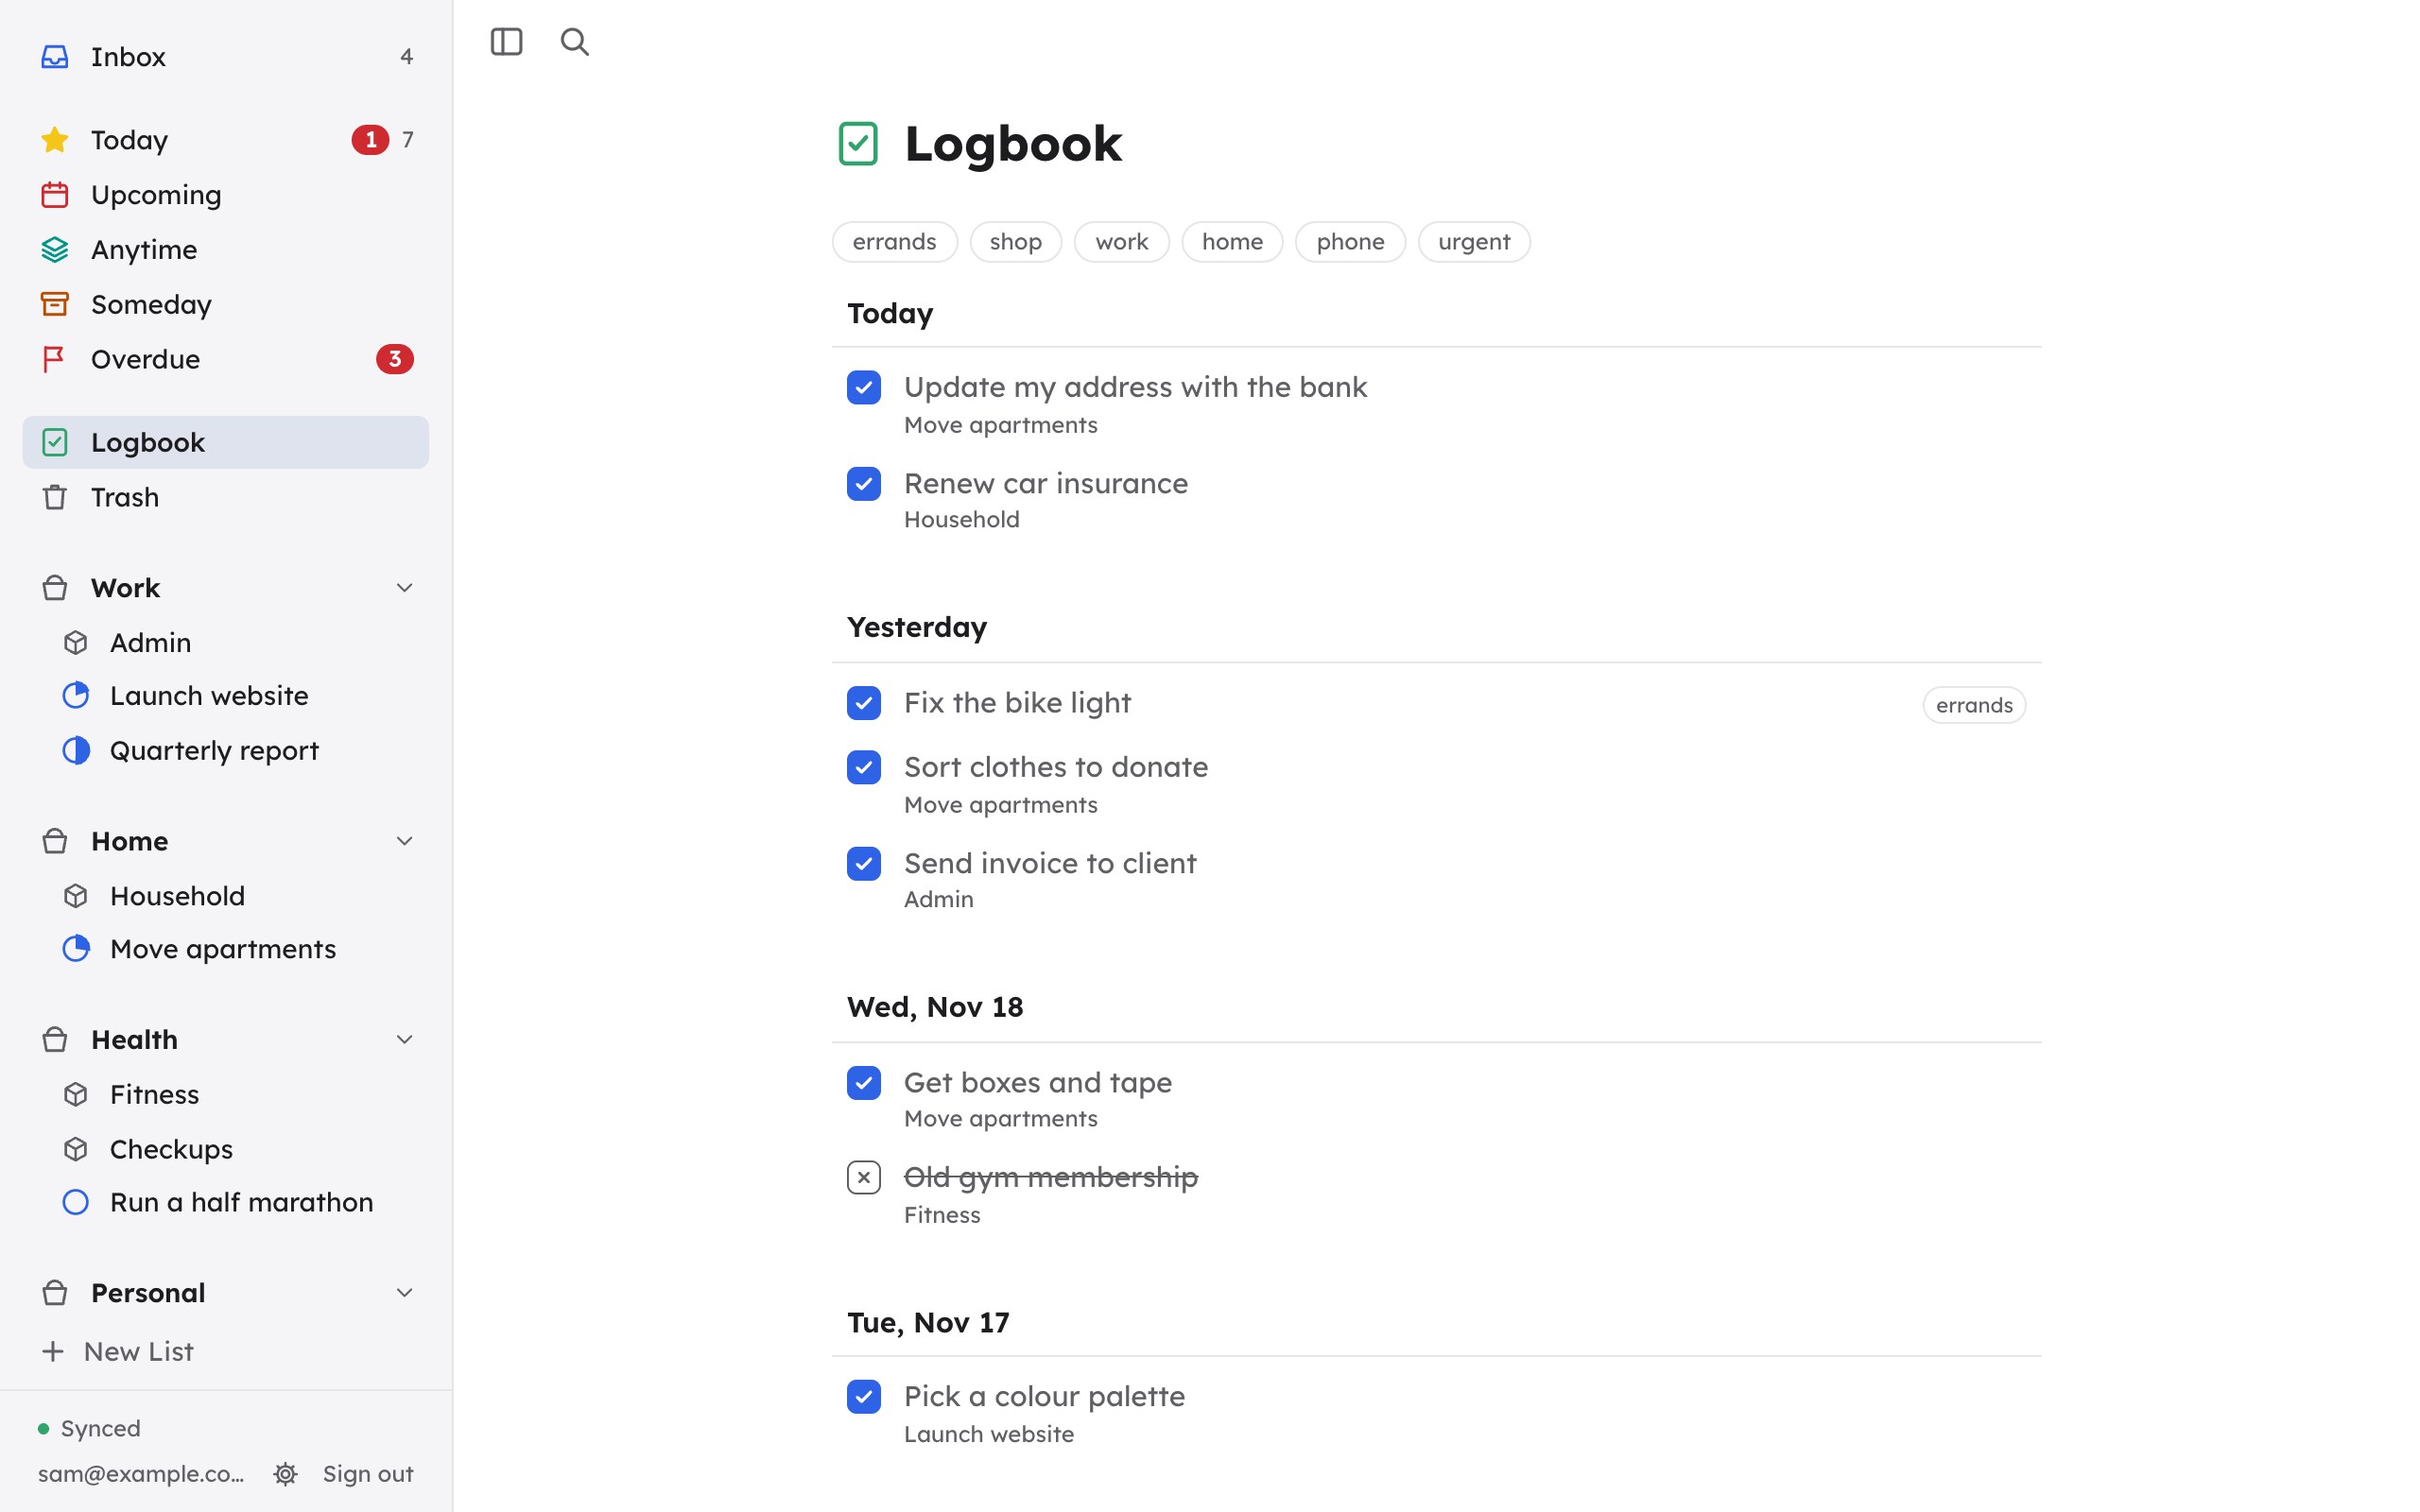 Inbox 4
Today 1 7
Upcoming
Anytime
Someday
Overdue 3
Logbook
Trash
Work
Admin
Launch website
Quarterly report
Home
Household
Move apartments
Health
Fitness
Checkups
Run a half marathon
Personal
New List
Synced
sam@example.co...
Sign out
Logbook
errands shop work home phone urgent
Today
Update my address with the bank
Move apartments
Renew car insurance
Household
Yesterday
Fix the bike light errands
Sort clothes to donate
Move apartments
Send invoice to client
Admin
Wed, Nov 18
Get boxes and tape
Move apartments
Old gym membership
Fitness
Tue, Nov 17
Pick a colour palette
Launch website